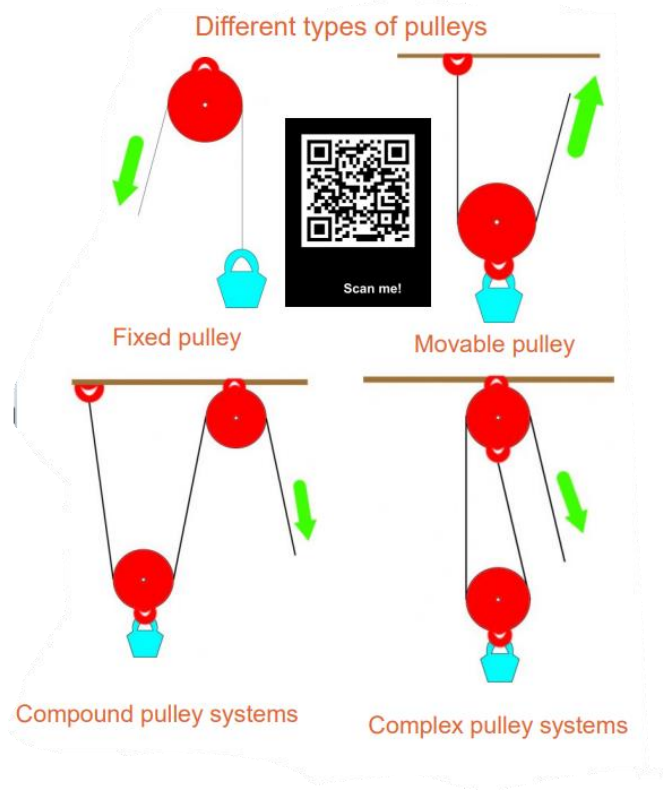 Different types of pulleys
Scan me!
Fixed pulley
Movable pulley
Compound pulley systems
Complex pulley systems